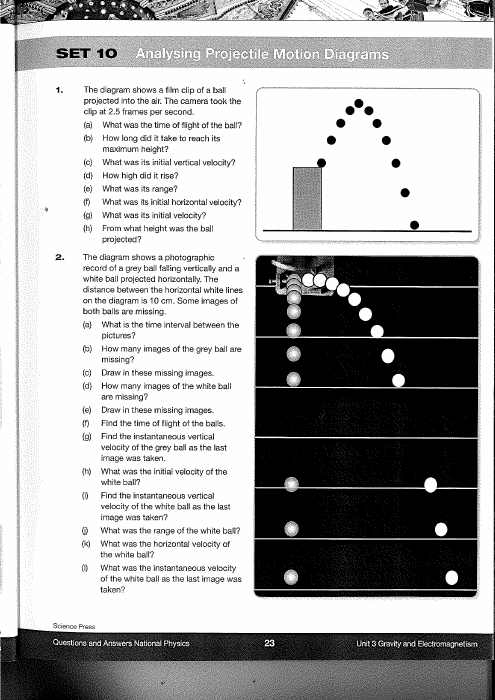 SET 10 Analysing Projectile Motion Diagrams
1. The diagram shows a film clip of a ball
projected into the air. The camera took the
clip at 2.5 frames per second.
(a) What was the time of flight of the ball?
(b) How long did it take to reach its
maximum height?
(c) What was its initial vertical velocity?
(d) How high did it rise?
(e) What was its range?
(f) What was its initial horizontal velocity?
(g) What was its initial velocity?
(h) From what height was the ball
projected?
2. The diagram shows a photographic
record of a grey ball falling vertically and a
white ball projected horizontally. The
distance between the horizontal white lines
on the diagram is 10 cm. Some images of
both balls are missing.
(a) What is the time interval between the
pictures?
(b) How many images of the grey ball are
missing?
(c) Draw in these missing images.
(d) How many images of the white ball
are missing?
(e) Draw in these missing images.
(f) Find the time of flight of the balls.
(g) Find the instantaneous vertical
velocity of the grey ball as the last
image was taken.
(h) What was the initial velocity of the
white ball?
(i) Find the instantaneous vertical
velocity of the white ball as the last
image was taken?
(j) What was the range of the white ball?
(k) What was the horizontal velocity of
the white ball?
(l) What was the instantaneous velocity
of the white ball as the last image was
taken?
Science Press
Questions and Answers National Physics 23 Unit 3 Gravity and Electromagnetism